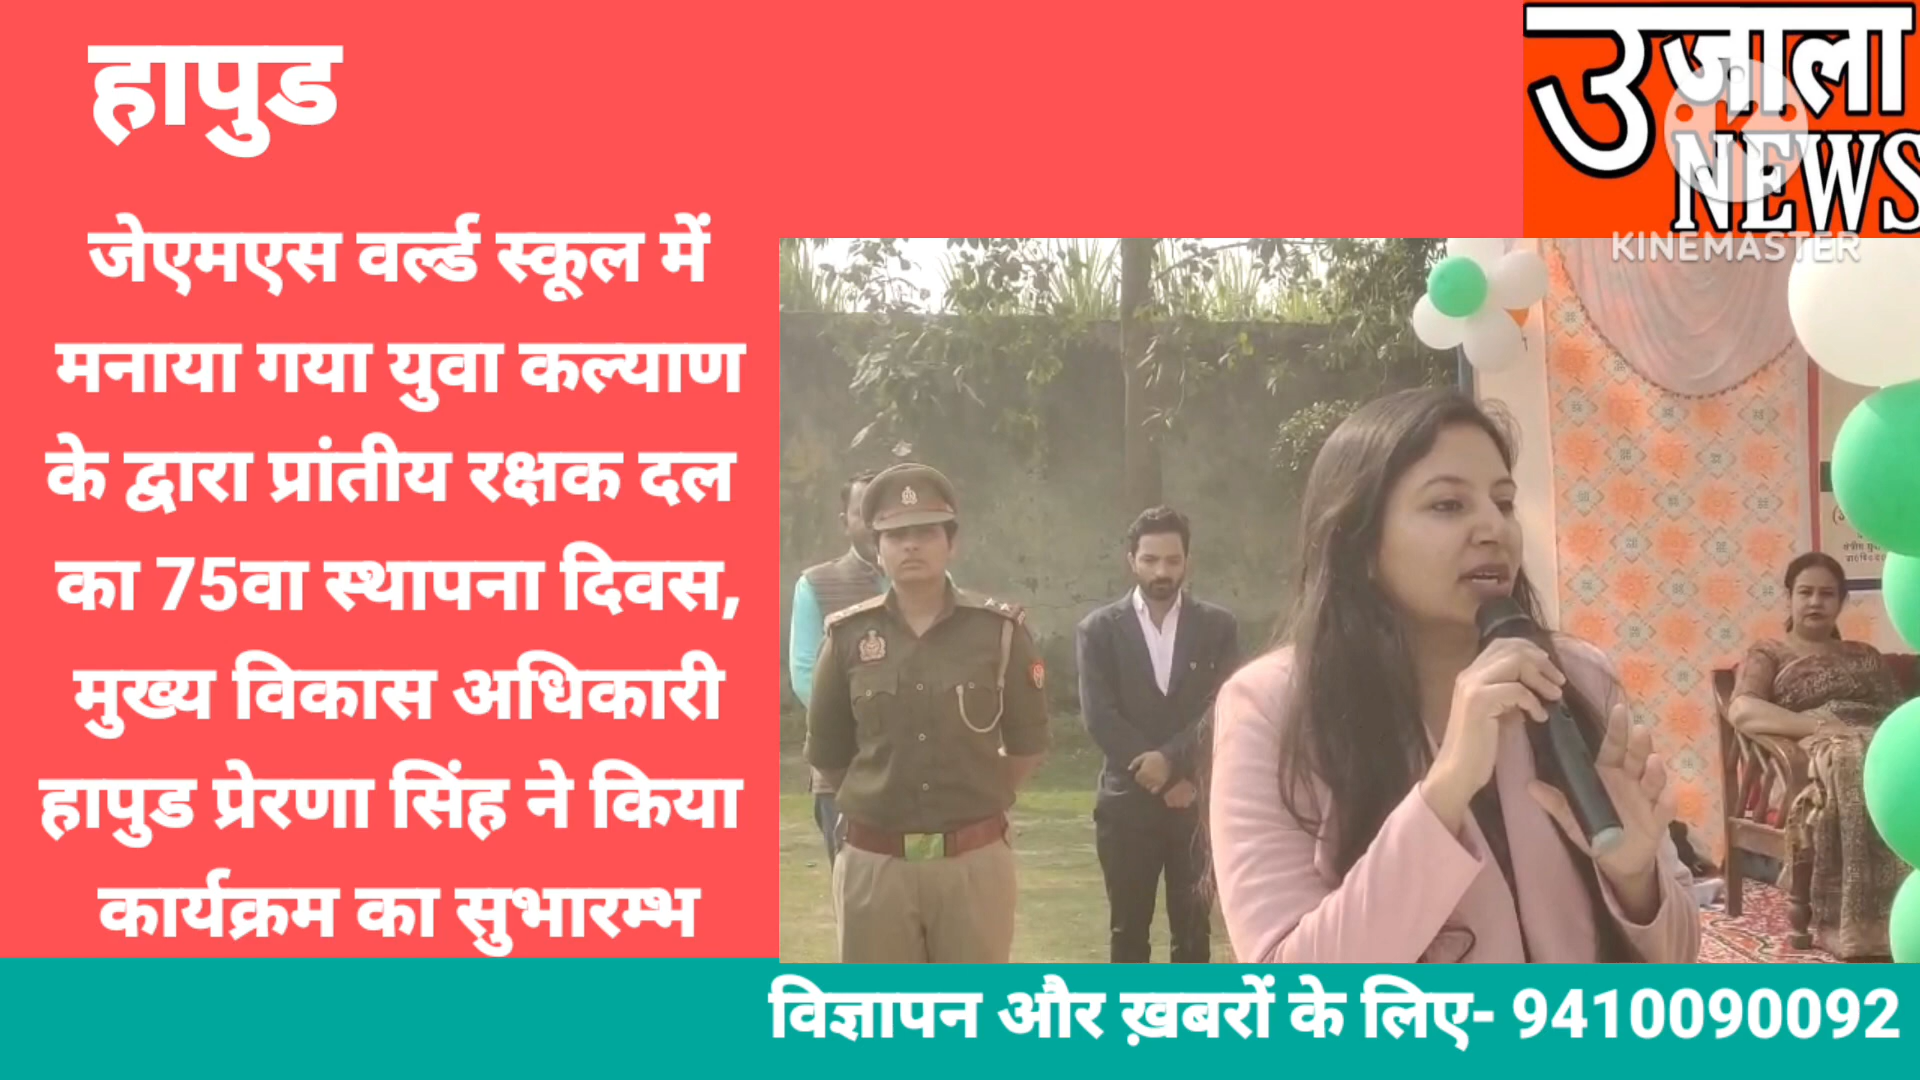 हापुड
उजाला
NEWS
KINEMASTER
जेएमएस वर्ल्ड स्कूल में
मनाया गया युवा कल्याण
के द्वारा प्रांतीय रक्षक दल
का 75वा स्थापना दिवस,
मुख्य विकास अधिकारी
हापुड प्रेरणा सिंह ने किया
कार्यक्रम का सुभारम्भ
विज्ञापन और ख़बरों के लिए- 9410090092